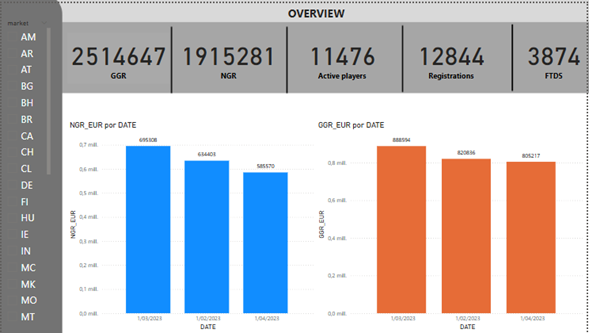 OVERVIEW
market
AM
AR
AT
BG
BH
BR
CA
CH
CL
DE
FI
HU
IE
IN
MC
MK
MO
MT
2514647
GGR
1915281
NGR
11476
Active players
12844
Registrations
3874
FTDS
NGR_EUR por DATE
NGR_EUR
0,7 mill.
0,6 mill.
0,5 mill.
0,4 mill.
0,3 mill.
0,2 mill.
0,1 mill.
0,0 mill.
695308
634403
585570
1/03/2023
1/02/2023
1/04/2023
DATE
GGR_EUR por DATE
GGR_EUR
0,8 mill.
0,6 mill.
0,4 mill.
0,2 mill.
0,0 mill.
888594
820836
805217
1/03/2023
1/02/2023
1/04/2023
DATE